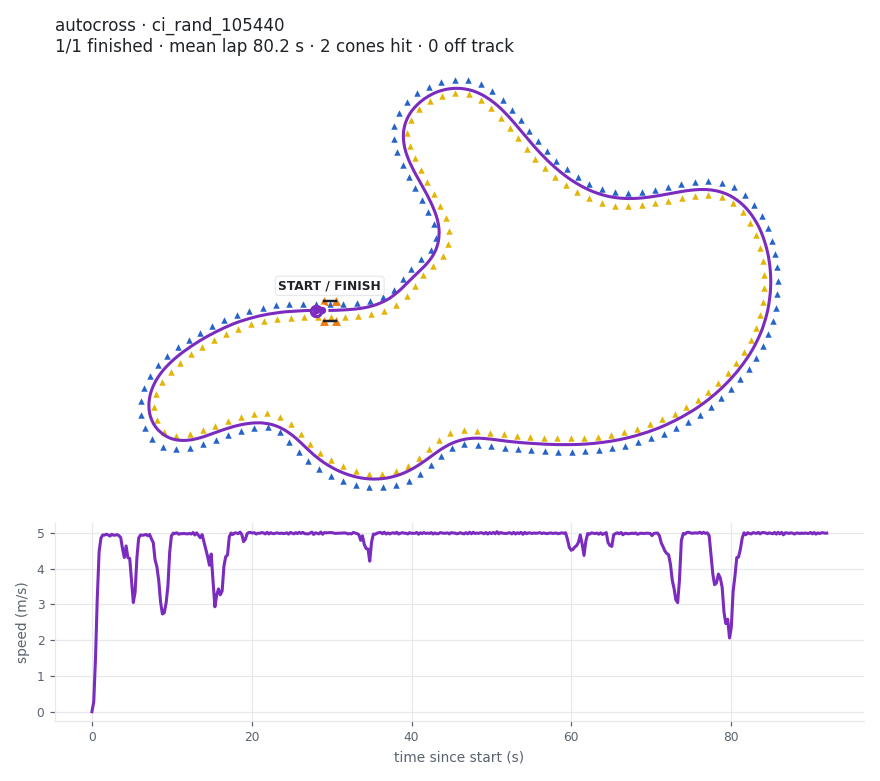 autocross · ci_rand_105440
1/1 finished · mean lap 80.2 s · 2 cones hit · 0 off track
START / FINISH
5
4
3
2
1
0
speed (m/s)
0 20 40 60 80
time since start (s)